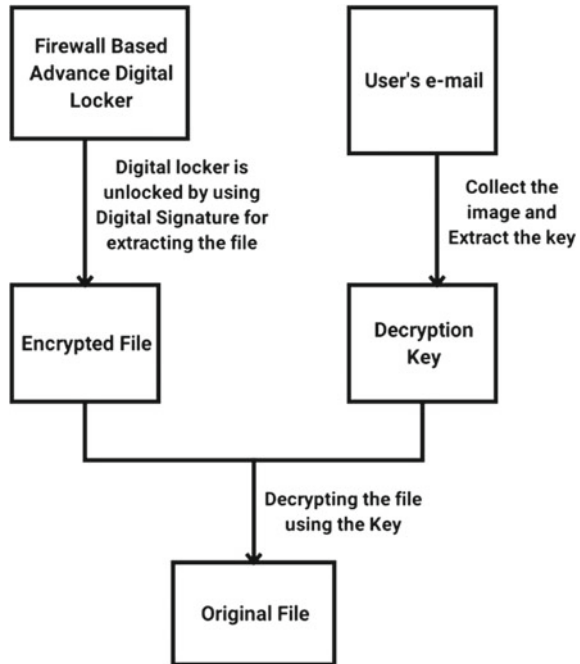 Firewall Based
Advance Digital
Locker
User's e-mail
Digital locker is
unlocked by using
Digital Signature for
extracting the file
Collect the
image and
Extract the key
Encrypted File
Decryption
Key
Decrypting the file
using the Key
Original File